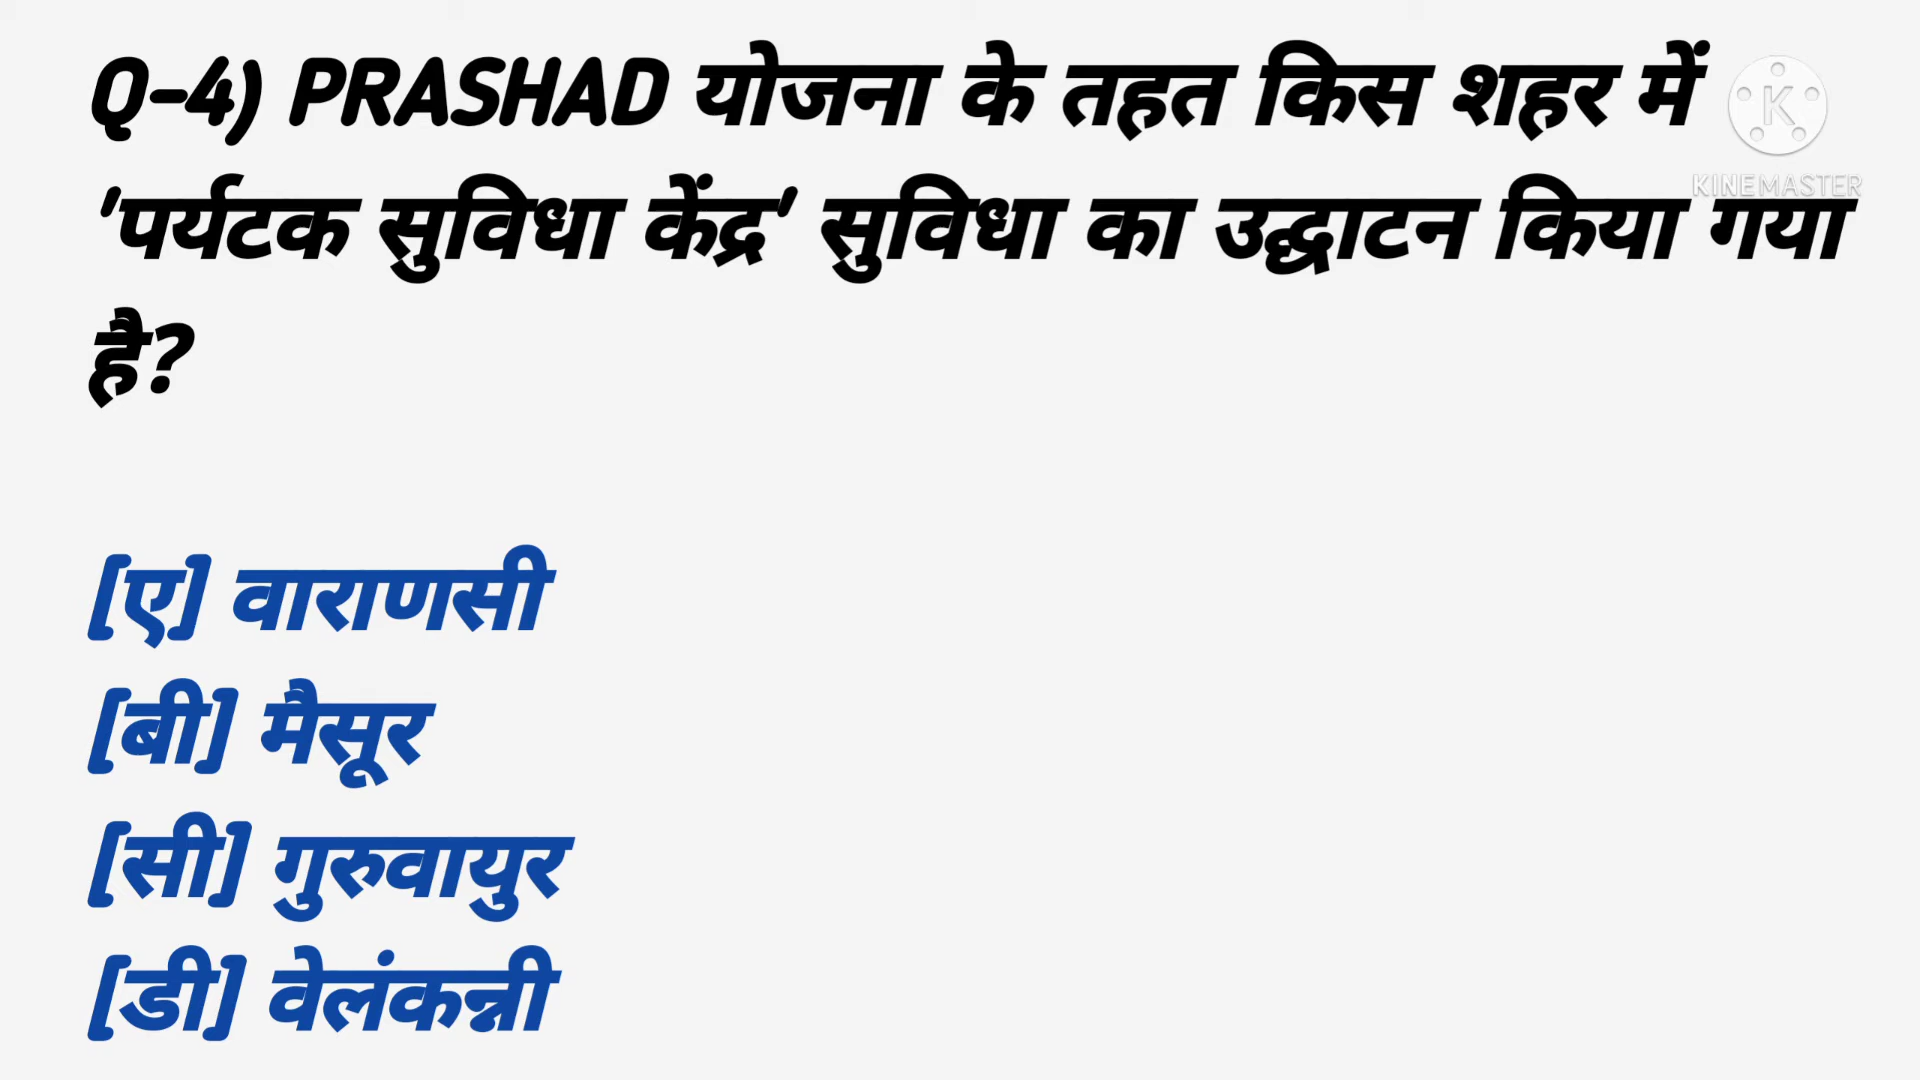 Q-4) PRASHAD योजना के तहत किस शहर में
'पर्यटक सुविधा केंद्र' सुविधा का उद्घाटन किया गया
है?
[ए] वाराणसी
[बी] मैसूर
[सी] गुरुवायुर
[डी] वेलंकन्नी
K
KINEMASTER